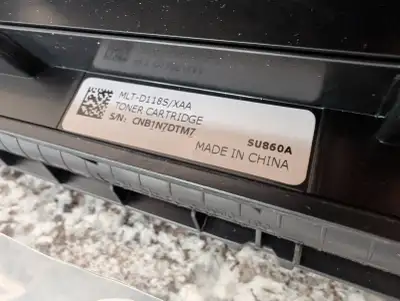 MLT-D118S/XAA
TONER CARTRIDGE
S/N: CNB1N7DTM7
SU860A
MADE IN CHINA